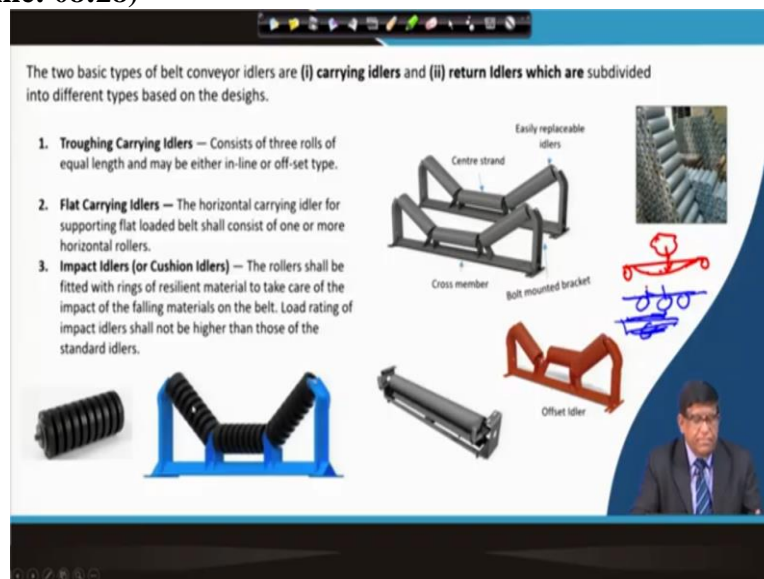 The two basic types of belt conveyor idlers are (i) carrying idlers and (ii) return Idlers which are subdivided
into different types based on the desighs.
1. Troughing Carrying Idlers — Consists of three rolls of
equal length and may be either in-line or off-set type.
2. Flat Carrying Idlers — The horizontal carrying idler for
supporting flat loaded belt shall consist of one or more
horizontal rollers.
3. Impact Idlers (or Cushion Idlers) — The rollers shall be
fitted with rings of resilient material to take care of the
impact of the falling materials on the belt. Load rating of
impact idlers shall not be higher than those of the
standard idlers.
Easily replaceable
idlers
Centre strand
Cross member
Bolt mounted bracket
Offset Idler